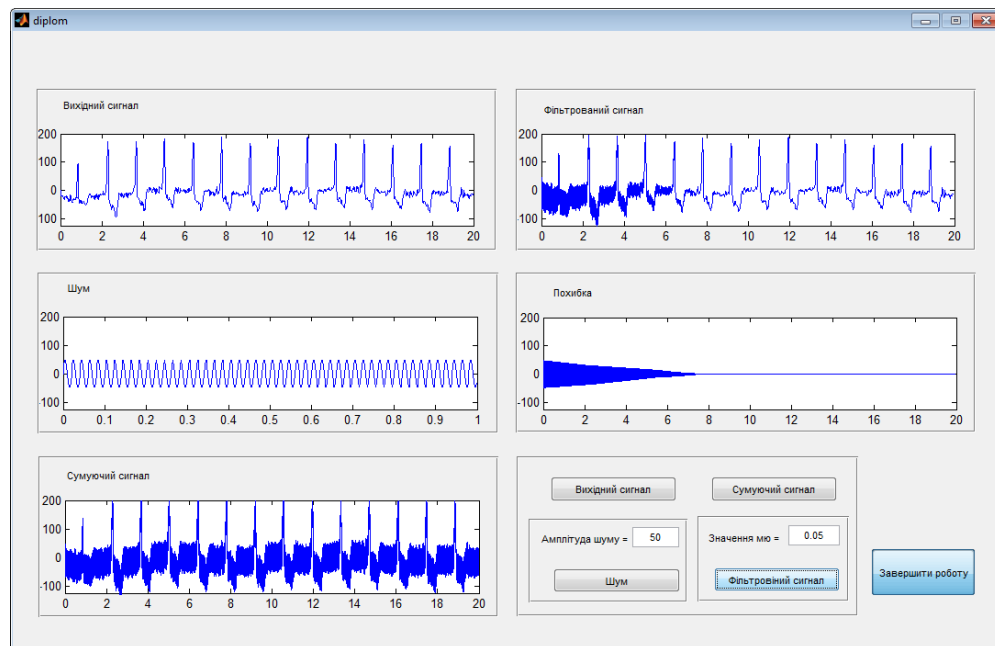 diplom
Вихідний сигнал
200
100
0
100
0 2 4 6 8 10 12 14 16 18 20
Фільтрований сигнал
200
100
0
-100
0 2 4 6 8 10 12 14 16 18 20
Шум
200
100
0
-100
0 0.1 0.2 0.3 0.4 0.5 0.6 0.7 0.8 0.9 1
Похибка
200
100
0
-100
0 2 4 6 8 10 12 14 16 18 20
Сумуючий сигнал
200
100
0
-100
0 2 4 6 8 10 12 14 16 18 20
Вихідний сигнал
Сумуючий сигнал
Амплітуда шуму = 50
Шум
Значення мю = 0.05
Фільтровіний сигнал
Завершити роботу